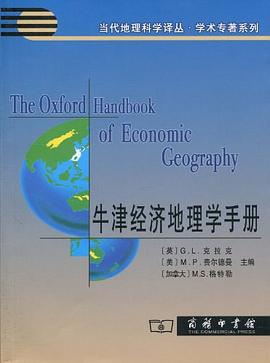 当代地理科学译丛·学术专著系列
The Oxford Handbook
of Economic
Geography
牛津经济地理学手册
〔英〕G.L.克拉克
〔美〕M.P.费尔德曼 主编
〔加拿大〕M.S.格特勒
商务印书馆